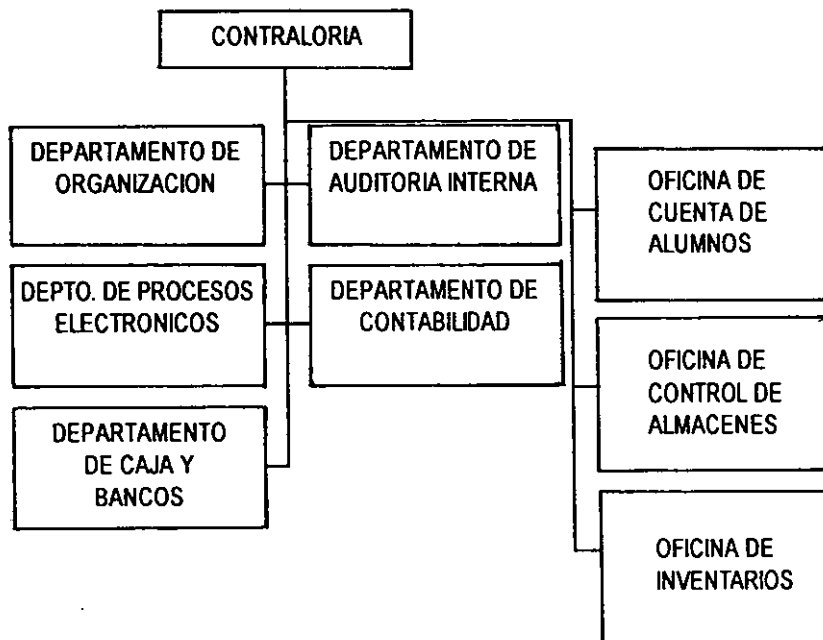 CONTRALORIA
DEPARTAMENTO DE
ORGANIZACION
DEPARTAMENTO DE
AUDITORIA INTERNA
OFICINA DE
CUENTA DE
ALUMNOS
DEPTO. DE PROCESOS
ELECTRONICOS
DEPARTAMENTO DE
CONTABILIDAD
OFICINA DE
CONTROL DE
ALMACENES
DEPARTAMENTO
DE CAJA Y
BANCOS
OFICINA DE
INVENTARIOS